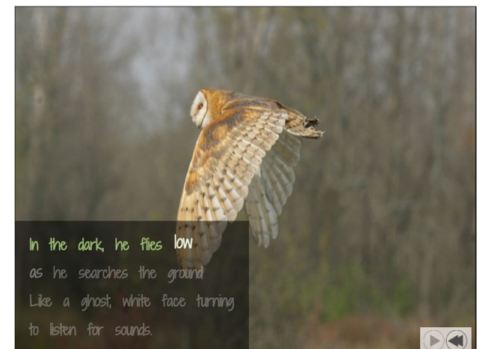 In the dark, he flies low
as he searches the ground
Like a ghost, white face turning
to listen for sounds.